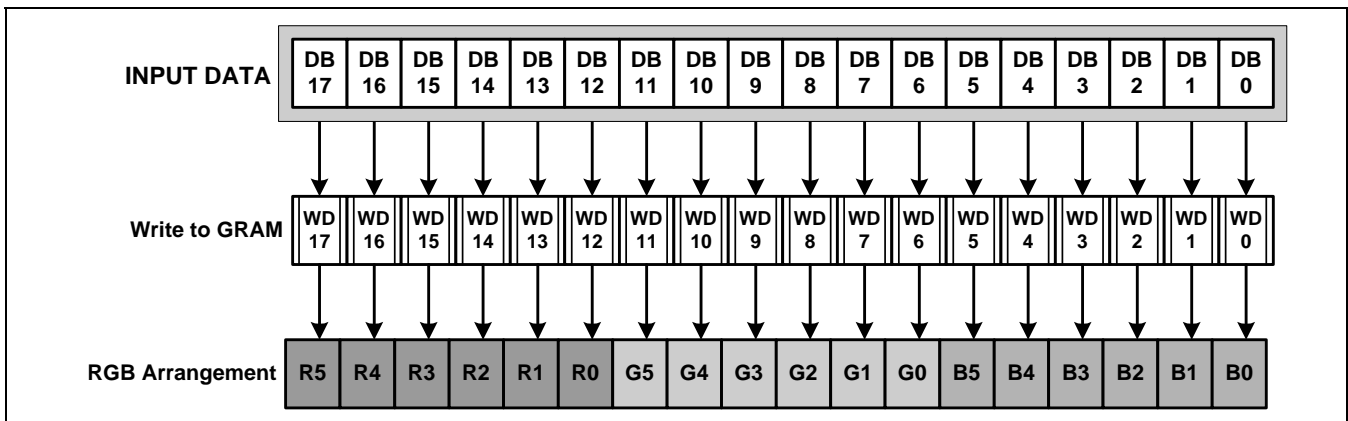 INPUT DATA DB 17 DB 16 DB 15 DB 14 DB 13 DB 12 DB 11 DB 10 DB 9 DB 8 DB 7 DB 6 DB 5 DB 4 DB 3 DB 2 DB 1 DB 0
Write to GRAM WD 17 WD 16 WD 15 WD 14 WD 13 WD 12 WD 11 WD 10 WD 9 WD 8 WD 7 WD 6 WD 5 WD 4 WD 3 WD 2 WD 1 WD 0
RGB Arrangement R5 R4 R3 R2 R1 R0 G5 G4 G3 G2 G1 G0 B5 B4 B3 B2 B1 B0